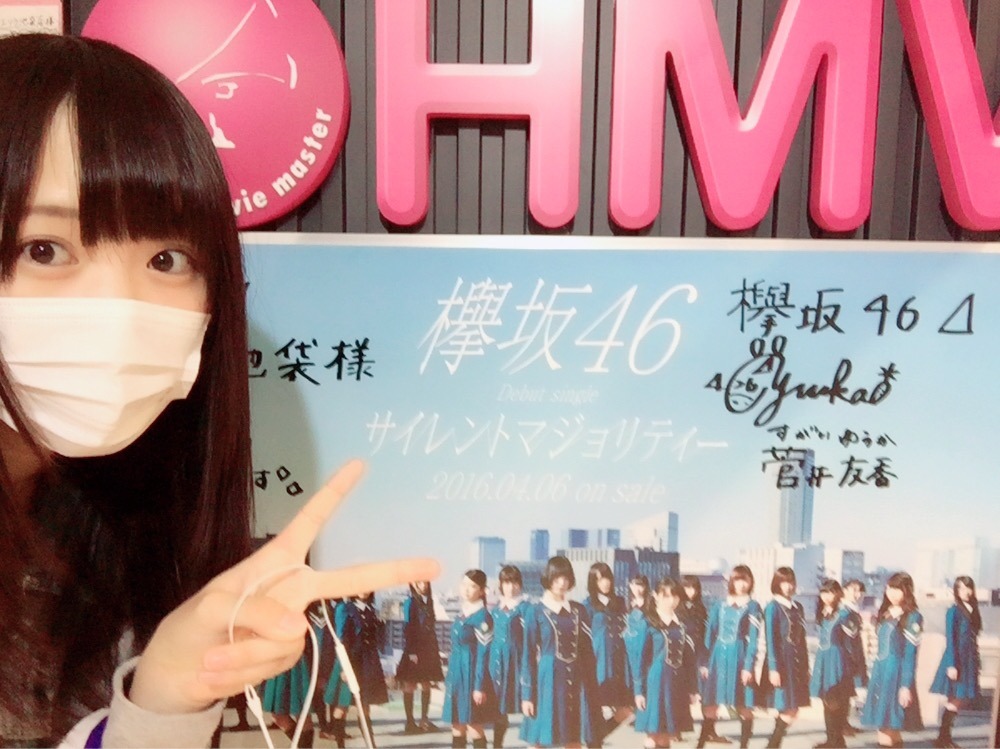 vie master
HMV
欅坂46
Debut single
サイレントマジョリティー
2016.04.06 on sale
池袋様
す。
欅坂46
yuuka
すがい ゆうか
菅井友香